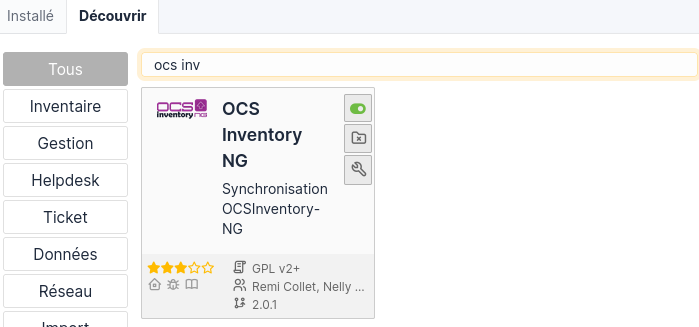 Installé
Découvrir
Tous
Inventaire
Gestion
Helpdesk
Ticket
Données
Réseau
Import
ocs inv
OCS
Inventory NG
OCS
Inventory
NG
Synchronisation
OCSInventory-
NG
GPL v2+
Remi Collet, Nelly ...
2.0.1